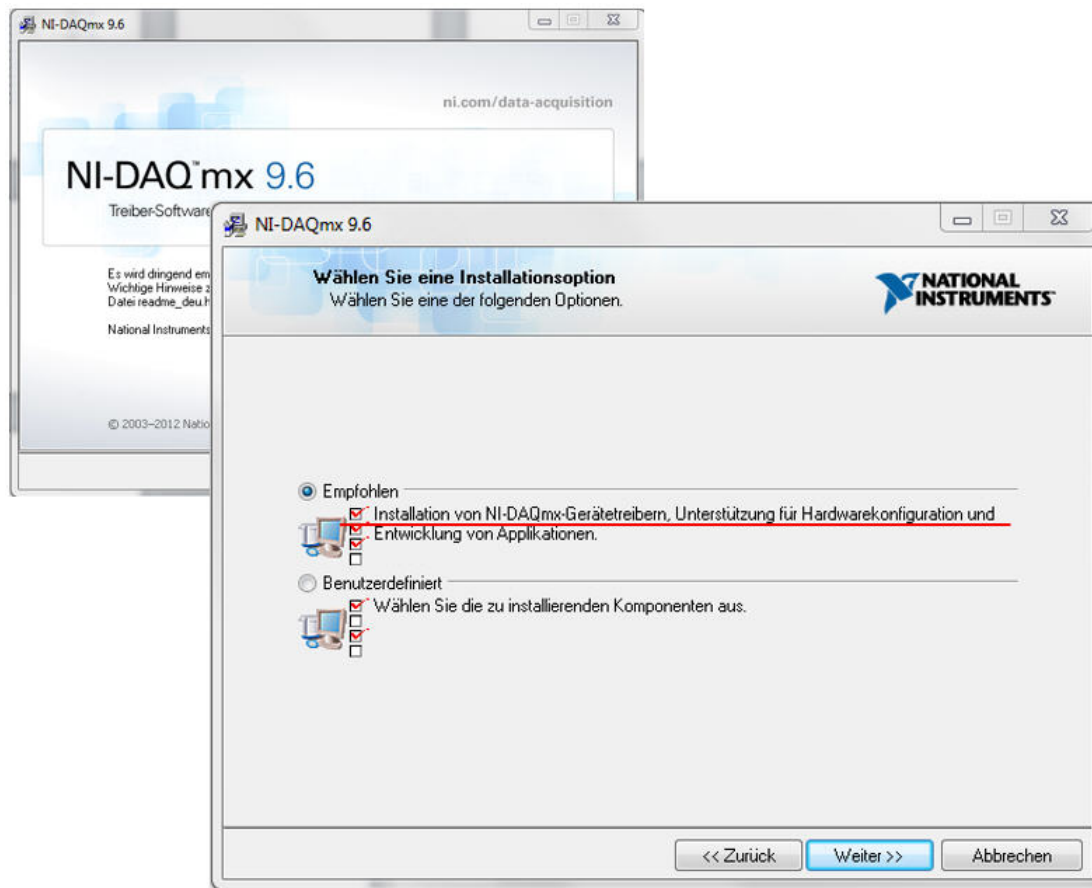 NI-DAQmx 9.6
ni.com/data-acquisition
NI-DAQ™mx 9.6
Treiber-Software
Es wird dringend em
Wichtige Hinweise z
Datei readme_deu.h
National Instruments
© 2003–2012 Natio
NI-DAQmx 9.6
Wählen Sie eine Installationsoption
Wählen Sie eine der folgenden Optionen.
NATIONAL
INSTRUMENTS™
Empfohlen
Installation von NI-DAQmx-Gerätetreibern, Unterstützung für Hardwarekonfiguration und
Entwicklung von Applikationen.
Benutzerdefiniert
Wählen Sie die zu installierenden Komponenten aus.
<< Zurück
Weiter >>
Abbrechen